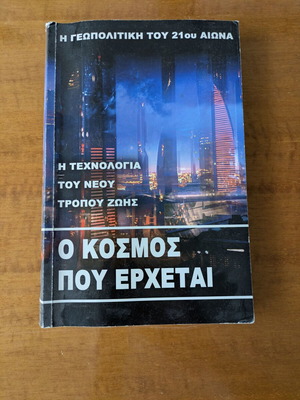 Η ΓΕΩΠΟΛΙΤΙΚΗ ΤΟΥ 21ου ΑΙΩΝΑ
Η ΤΕΧΝΟΛΟΓΙΑ
ΤΟΥ ΝΕΟΥ
ΤΡΟΠΟΥ ΖΩΗΣ
Ο ΚΟΣΜΟΣ
ΠΟΥ ΕΡΧΕΤΑΙ